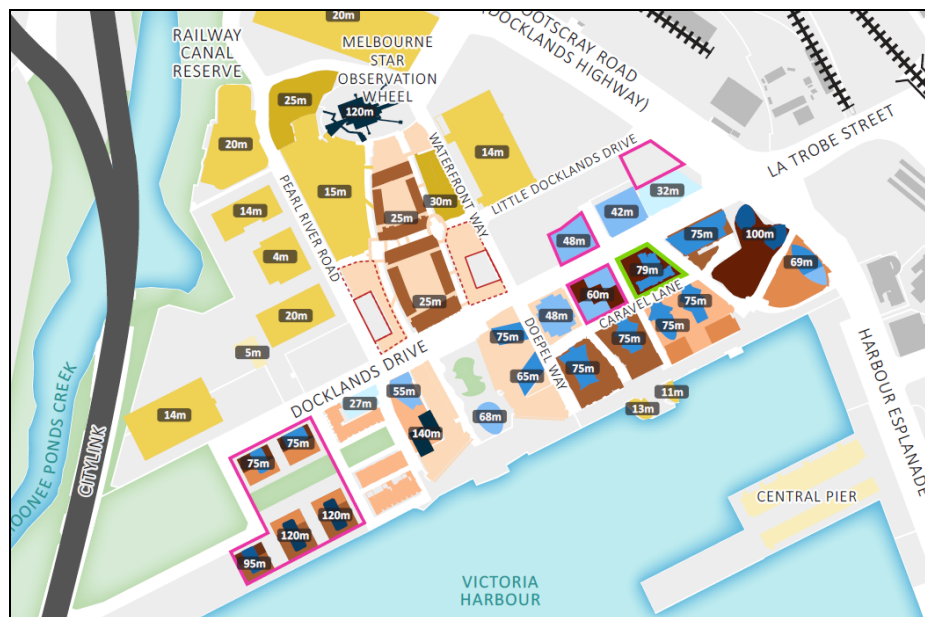 20m
RAILWAY
CANAL
RESERVE
MELBOURNE
STAR
OBSERVATION
WHEEL
OOTSCRAY ROAD
(DOCKLANDS HIGHWAY)
25m
120m
20m
14m
WATERFRONT WAY
LITTLE DOCKLANDS DRIVE
LA TROBE STREET
15m
PEARL RIVER ROAD
30m
32m
14m
25m
42m
48m
75m
100m
4m
79m
69m
60m
CARAVEL LANE
25m
20m
48m
75m
75m
5m
75m
DOEPEL WAY
75m
DOCKLANDS DRIVE
65m
75m
HARBOUR ESPLANADE
55m
27m
11m
14m
68m
13m
140m
75m
75m
MOONEE PONDS CREEK
CITYLINK
CENTRAL PIER
120m
120m
95m
VICTORIA
HARBOUR